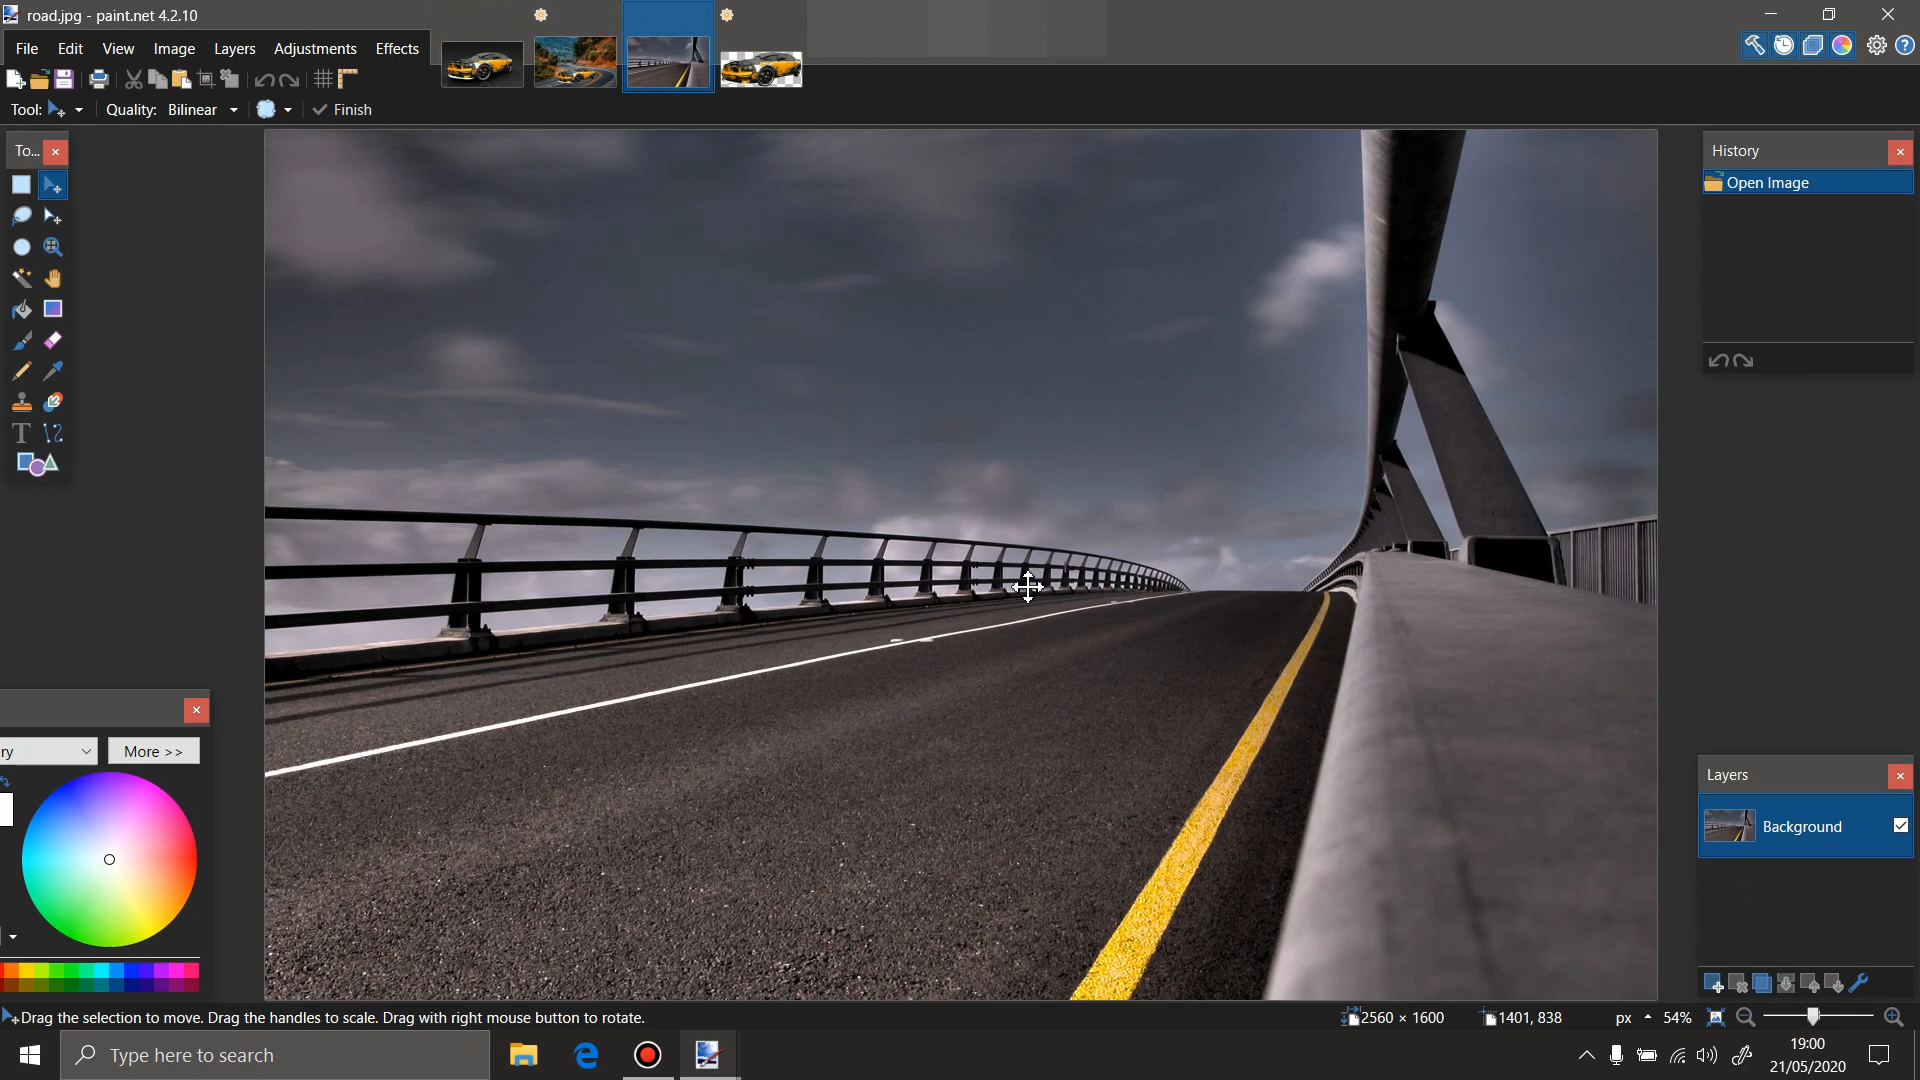 road.jpg - paint.net 4.2.10
File Edit View Image Layers Adjustments Effects
Tool: Quality: Bilinear Finish
To...
History
Open Image
ry More >>
Layers
Background
Drag the selection to move. Drag the handles to scale. Drag with right mouse button to rotate.
2560 × 1600 1401, 838 px 54%
Type here to search
19:00
21/05/2020